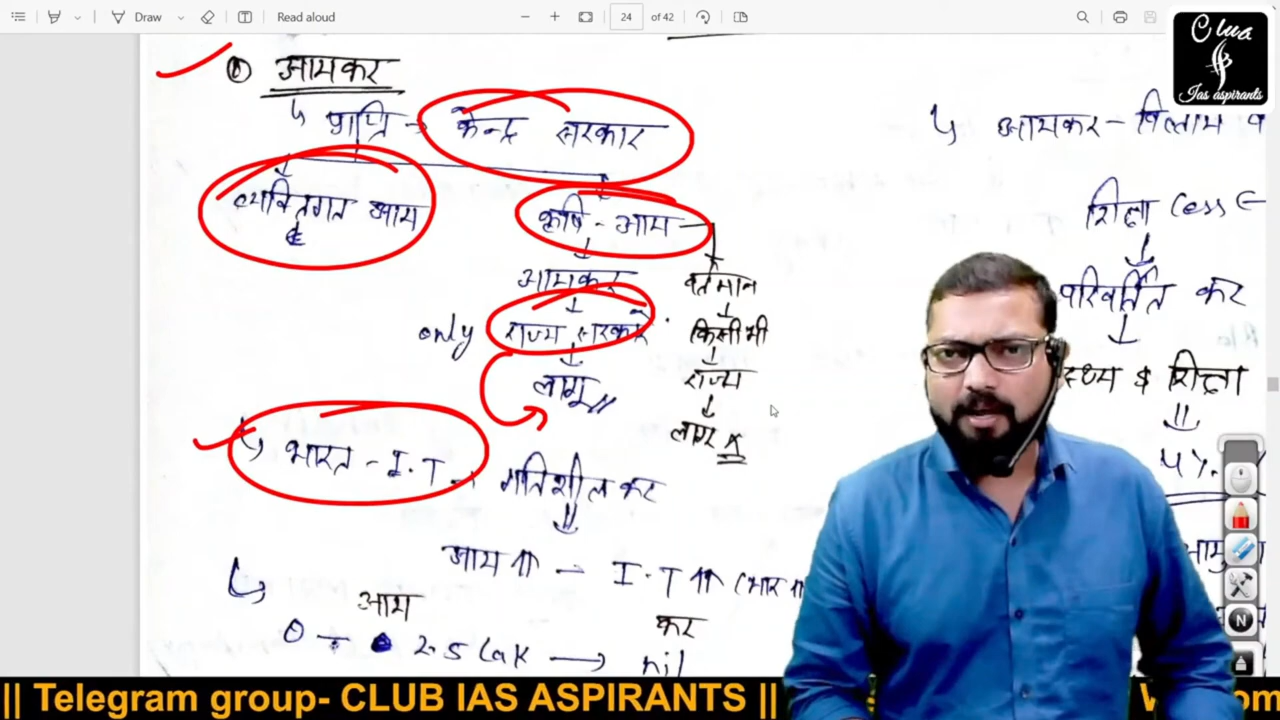 Draw
Read aloud
24 of 42
Clua
Ias aspirants
① आयकर
↳ प्राप्ति → केन्द्र सरकार
↳ आयकर - विलाय व
व्यक्तिगत आय
कृषि - आय
शिक्षा Cess
आयकर
वर्तमान
परिवर्तित कर
only राज्य सरकारें
किसी भी
लागू
राज्य
& शिक्षा
लागू X
↳ भारत - I.T → गतिशील कर
4%
आय ↑↑ - I.T ↑↑ (भार ↑↑
आय
कर
0 - 2.5 Lak → nil
N
|| Telegram group- CLUB IAS ASPIRANTS ||